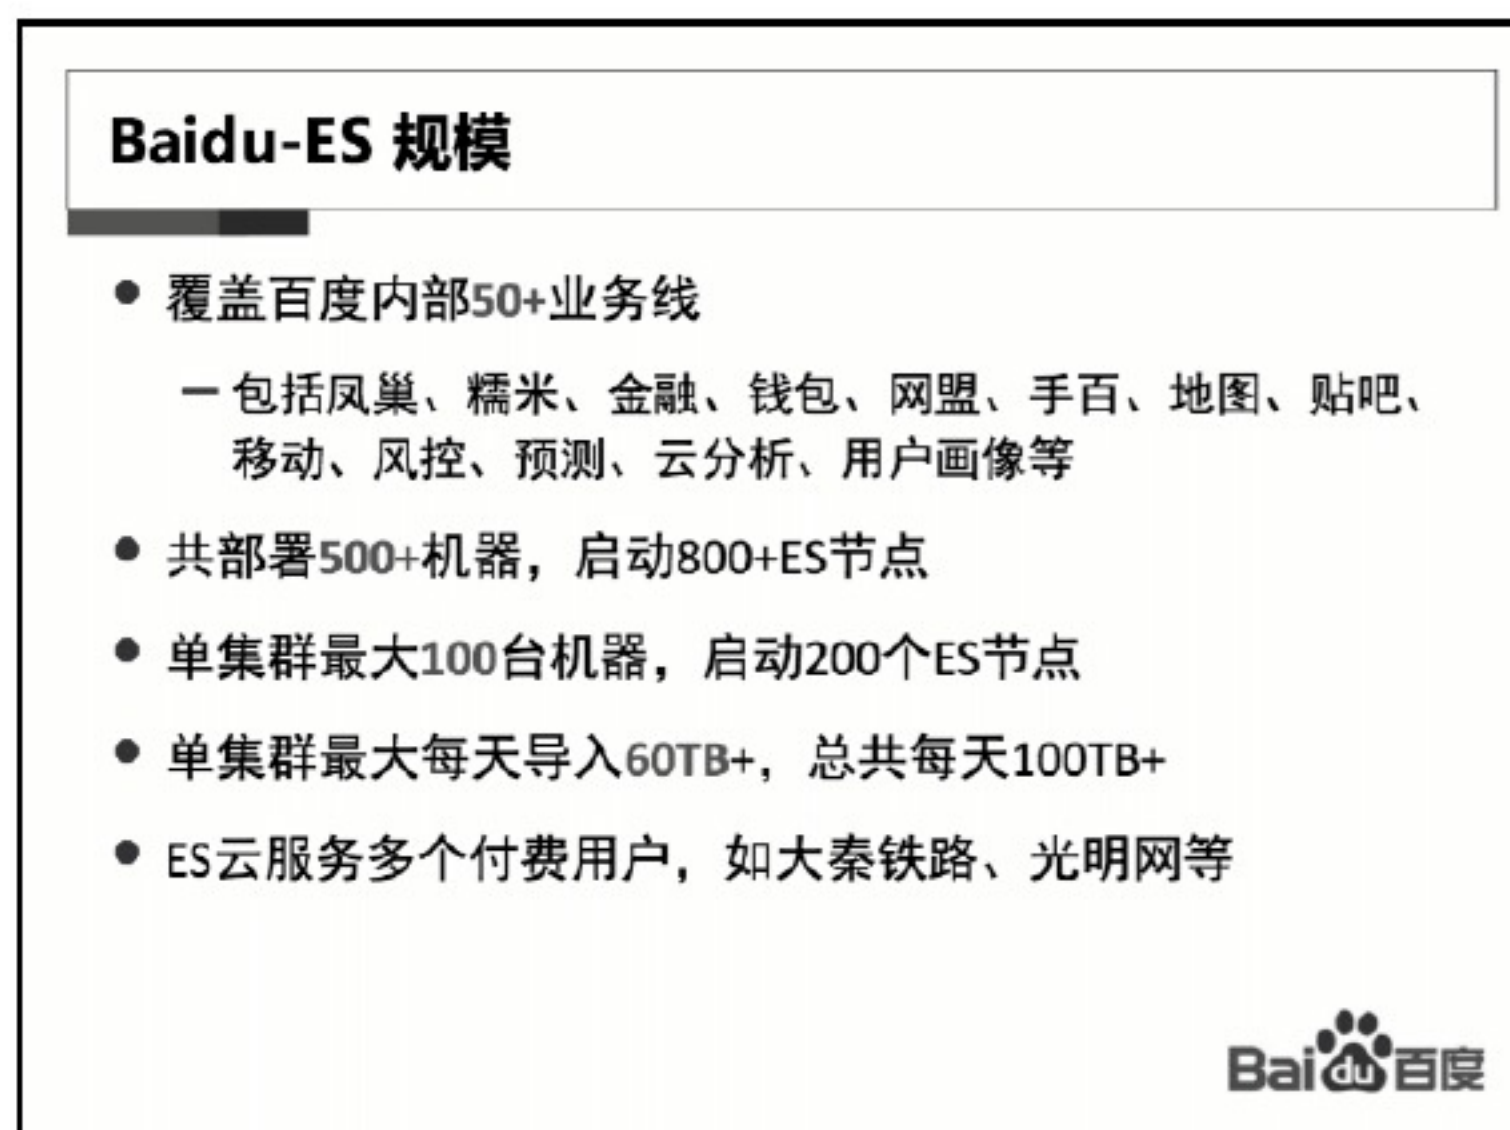 Baidu-ES 规模
● 覆盖百度内部50+业务线
— 包括凤巢、糯米、金融、钱包、网盟、手百、地图、贴吧、
移动、风控、预测、云分析、用户画像等
● 共部署500+机器，启动800+ES节点
● 单集群最大100台机器，启动200个ES节点
● 单集群最大每天导入60TB+，总共每天100TB+
● ES云服务多个付费用户，如大秦铁路、光明网等
Baidu百度